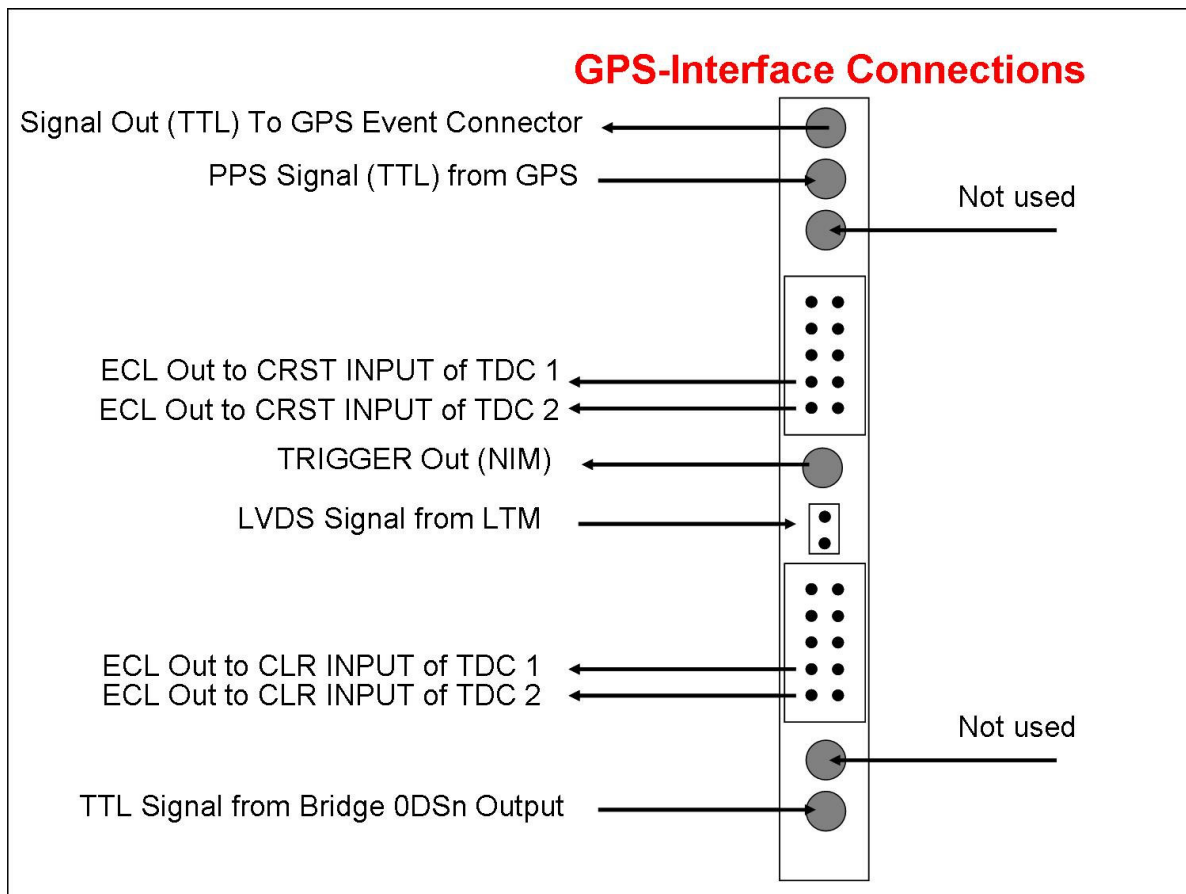 GPS-Interface Connections
Signal Out (TTL) To GPS Event Connector
PPS Signal (TTL) from GPS
Not used
ECL Out to CRST INPUT of TDC 1
ECL Out to CRST INPUT of TDC 2
TRIGGER Out (NIM)
LVDS Signal from LTM
ECL Out to CLR INPUT of TDC 1
ECL Out to CLR INPUT of TDC 2
Not used
TTL Signal from Bridge 0DSn Output